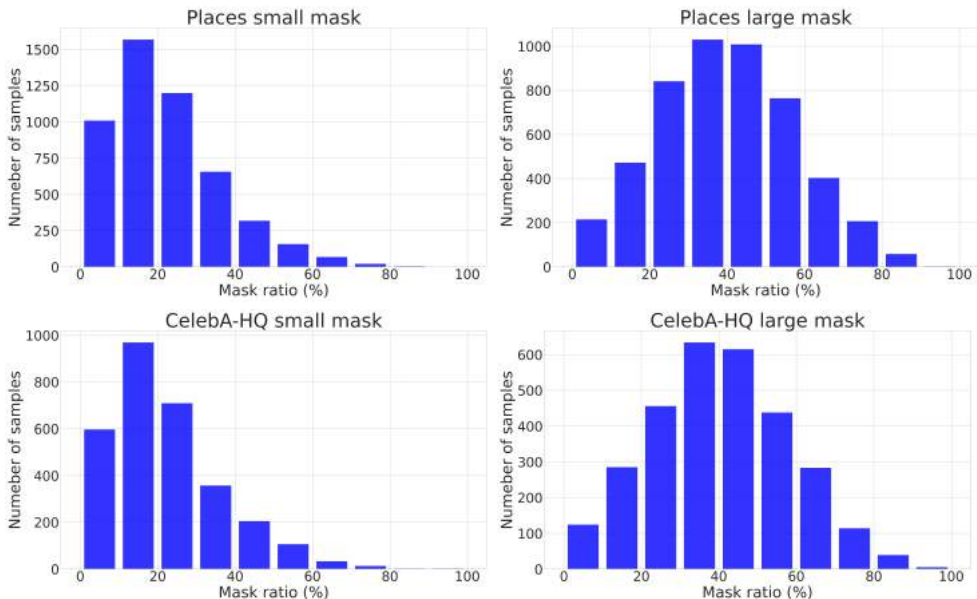 Places small mask
Numeber of samples
1500
1250
1000
750
500
250
0
0 20 40 60 80 100
Mask ratio (%)
Places large mask
Numeber of samples
1000
800
600
400
200
0
0 20 40 60 80 100
Mask ratio (%)
CelebA-HQ small mask
Numeber of samples
1000
800
600
400
200
0
0 20 40 60 80 100
Mask ratio (%)
CelebA-HQ large mask
Numeber of samples
600
500
400
300
200
100
0
0 20 40 60 80 100
Mask ratio (%)